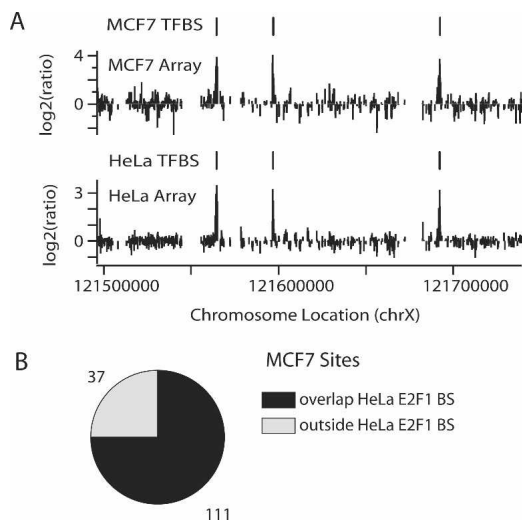 A
MCF7 TFBS
MCF7 Array
4
0
log2(ratio)
HeLa TFBS
HeLa Array
3
0
log2(ratio)
121500000 121600000 121700000
Chromosome Location (chrX)
B
MCF7 Sites
37
overlap HeLa E2F1 BS
outside HeLa E2F1 BS
111